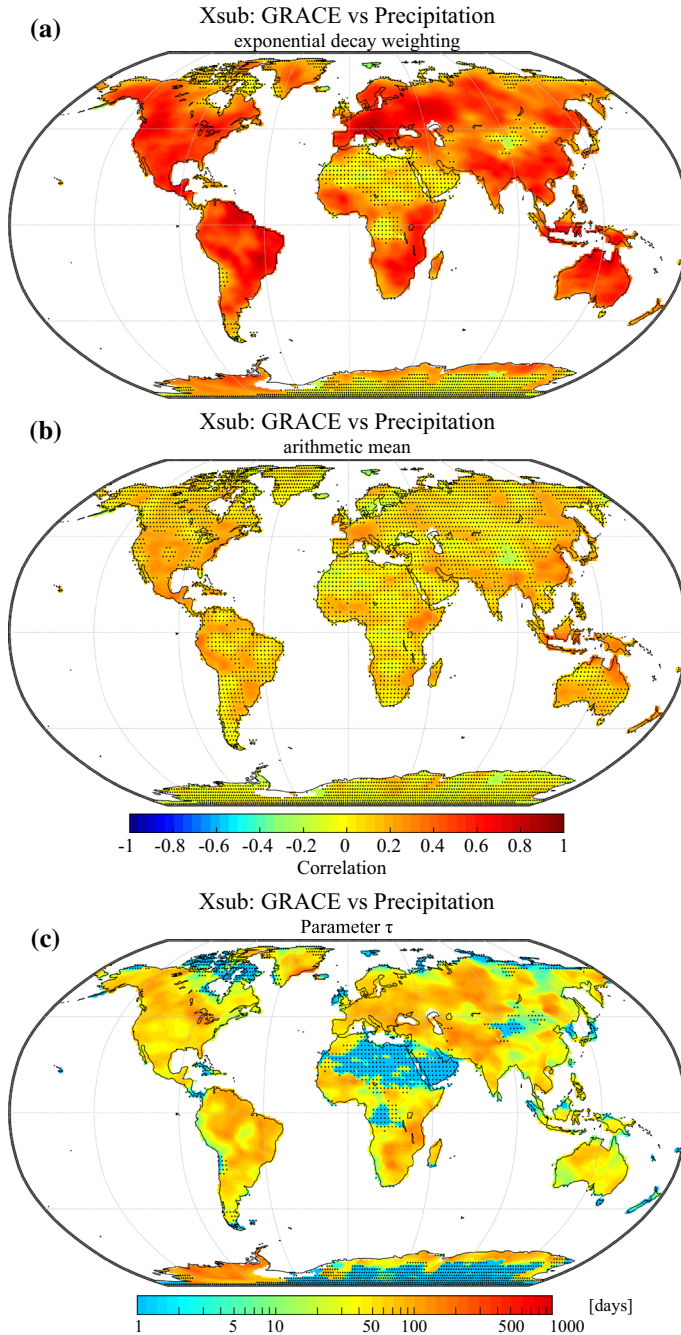 (a)
Xsub: GRACE vs Precipitation
exponential decay weighting
(b)
Xsub: GRACE vs Precipitation
arithmetic mean
-1 -0.8 -0.6 -0.4 -0.2 0 0.2 0.4 0.6 0.8 1
Correlation
(c)
Xsub: GRACE vs Precipitation
Parameter τ
1 5 10 50 100 500 1000 [days]